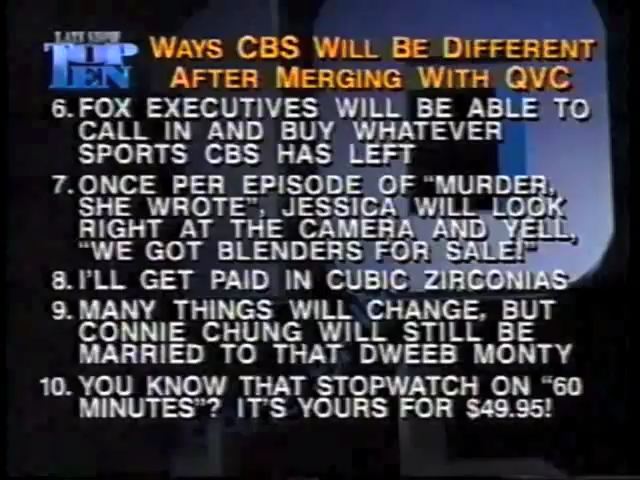 LATE SHOW
TOP
TEN
WAYS CBS WILL BE DIFFERENT
AFTER MERGING WITH QVC
6. FOX EXECUTIVES WILL BE ABLE TO
CALL IN AND BUY WHATEVER
SPORTS CBS HAS LEFT
7. ONCE PER EPISODE OF "MURDER,
SHE WROTE", JESSICA WILL LOOK
RIGHT AT THE CAMERA AND YELL,
"WE GOT BLENDERS FOR SALE!"
8. I'LL GET PAID IN CUBIC ZIRCONIAS
9. MANY THINGS WILL CHANGE, BUT
CONNIE CHUNG WILL STILL BE
MARRIED TO THAT DWEEB MONTY
10. YOU KNOW THAT STOPWATCH ON "60
MINUTES"? IT'S YOURS FOR $49.95!